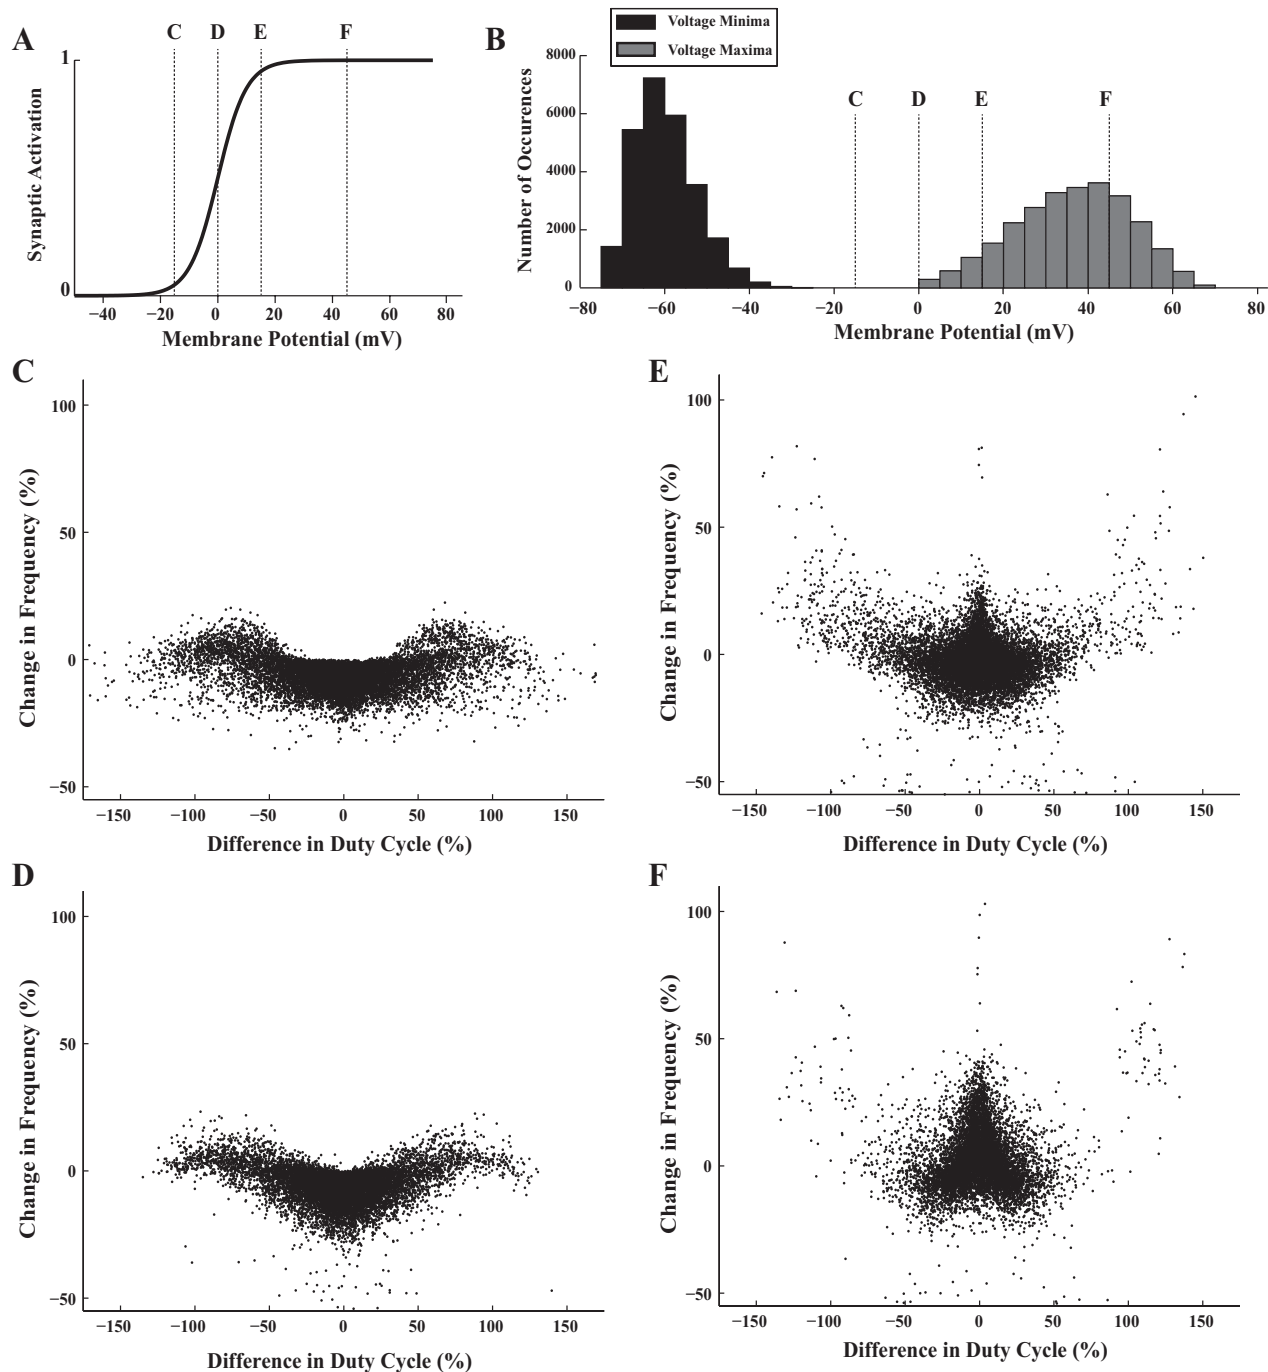 A
C D E F
1
0
Synaptic Activation
−40 −20 0 20 40 60 80
Membrane Potential (mV)
B
Voltage Minima
Voltage Maxima
8000
6000
4000
2000
0
Number of Occurences
C D E F
−80 −60 −40 −20 0 20 40 60 80
Membrane Potential (mV)
C
100
50
0
−50
Change in Frequency (%)
−150 −100 −50 0 50 100 150
Difference in Duty Cycle (%)
E
100
50
0
−50
Change in Frequency (%)
−150 −100 −50 0 50 100 150
Difference in Duty Cycle (%)
D
100
50
0
−50
Change in Frequency (%)
−150 −100 −50 0 50 100 150
Difference in Duty Cycle (%)
F
100
50
0
−50
Change in Frequency (%)
−150 −100 −50 0 50 100 150
Difference in Duty Cycle (%)